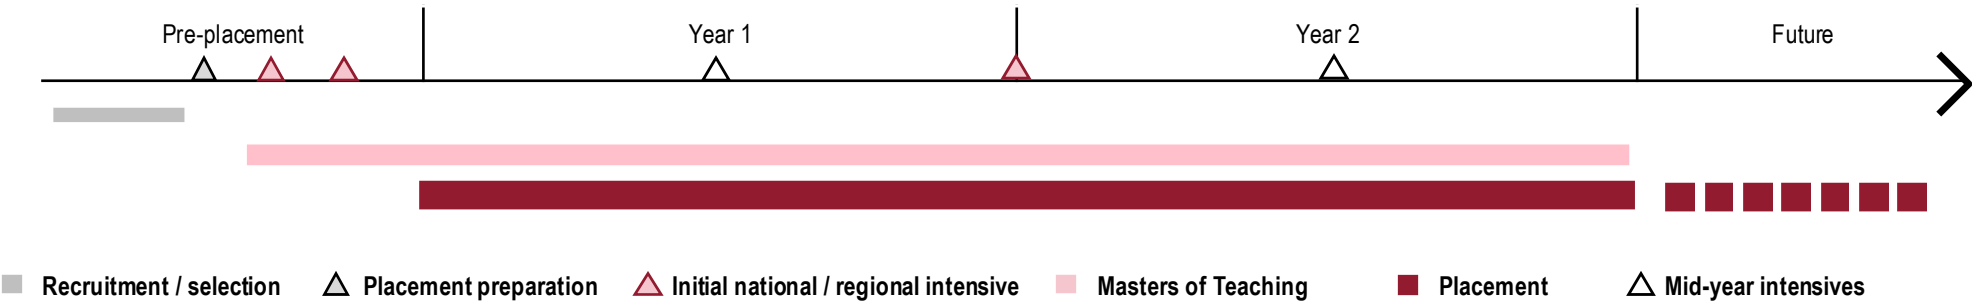 Pre-placement
Year 1
Year 2
Future
Recruitment / selection
Placement preparation
Initial national / regional intensive
Masters of Teaching
Placement
Mid-year intensives